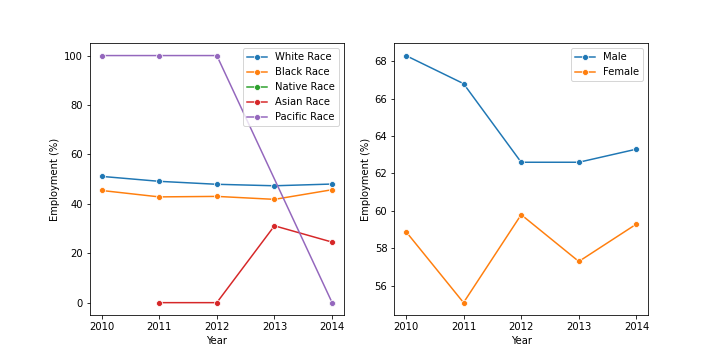 White Race
Black Race
Native Race
Asian Race
Pacific Race
100
80
60
40
20
0
Employment (%)
2010 2011 2012 2013 2014
Year
Male
Female
68
66
64
62
60
58
56
Employment (%)
2010 2011 2012 2013 2014
Year